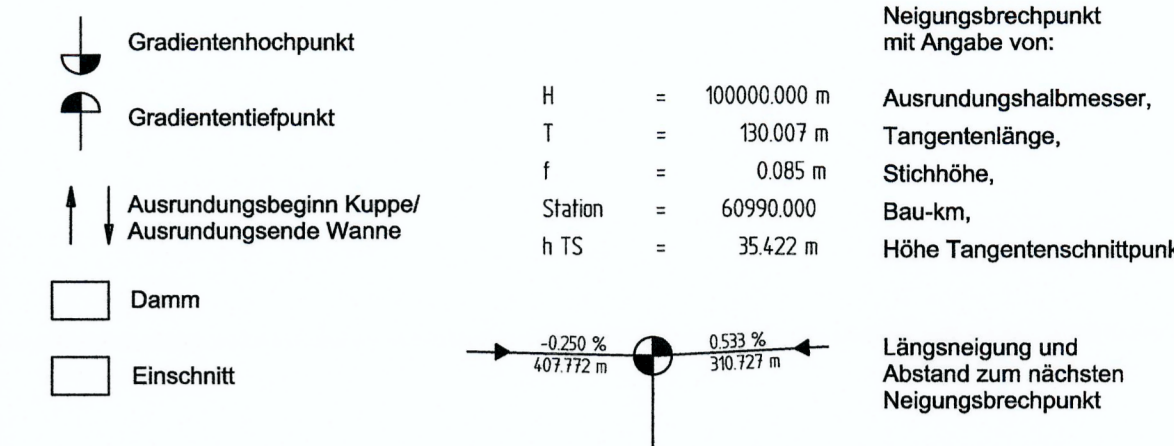 Gradientenhochpunkt
Gradiententiefpunkt
Ausrundungsbeginn Kuppe/
Ausrundungsende Wanne
Damm
Einschnitt
Neigungsbrechpunkt
mit Angabe von:
H = 100000.000 m Ausrundungshalbmesser,
T = 130.007 m Tangentenlänge,
f = 0.085 m Stichhöhe,
Station = 60990.000 Bau-km,
h TS = 35.422 m Höhe Tangentenschnittpunk
-0.250 % 0.533 %
407.772 m 310.727 m
Längsneigung und
Abstand zum nächsten
Neigungsbrechpunkt